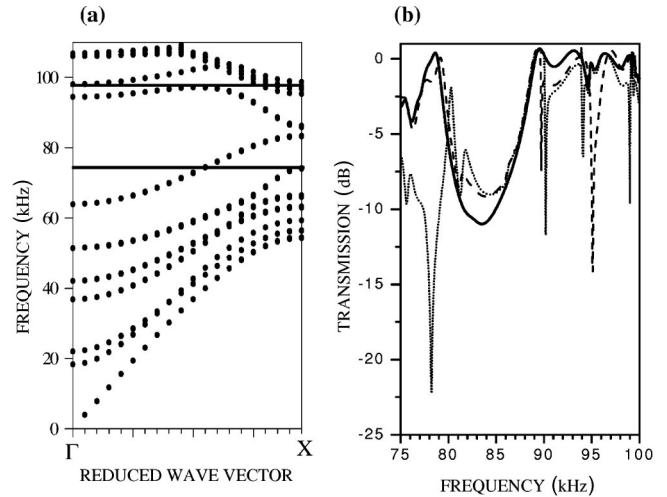 (a)
(b)
FREQUENCY (kHz)
100
80
60
40
20
0
Γ
X
REDUCED WAVE VECTOR
TRANSMISSION (dB)
0
-5
-10
-15
-20
-25
75
80
85
90
95
100
FREQUENCY (kHz)